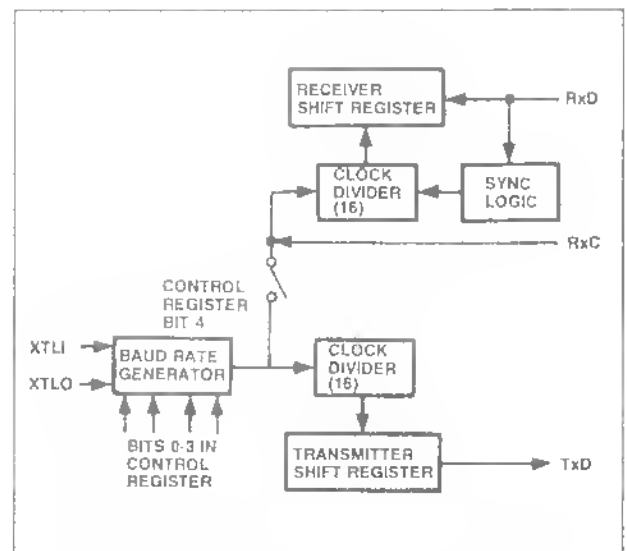 RECEIVER
SHIFT REGISTER
RxD
CLOCK
DIVIDER
(16)
SYNC
LOGIC
RxC
CONTROL
REGISTER
BIT 4
XTLI
XTLO
BAUD RATE
GENERATOR
CLOCK
DIVIDER
(16)
BITS 0-3 IN
CONTROL
REGISTER
TRANSMITTER
SHIFT REGISTER
TxD